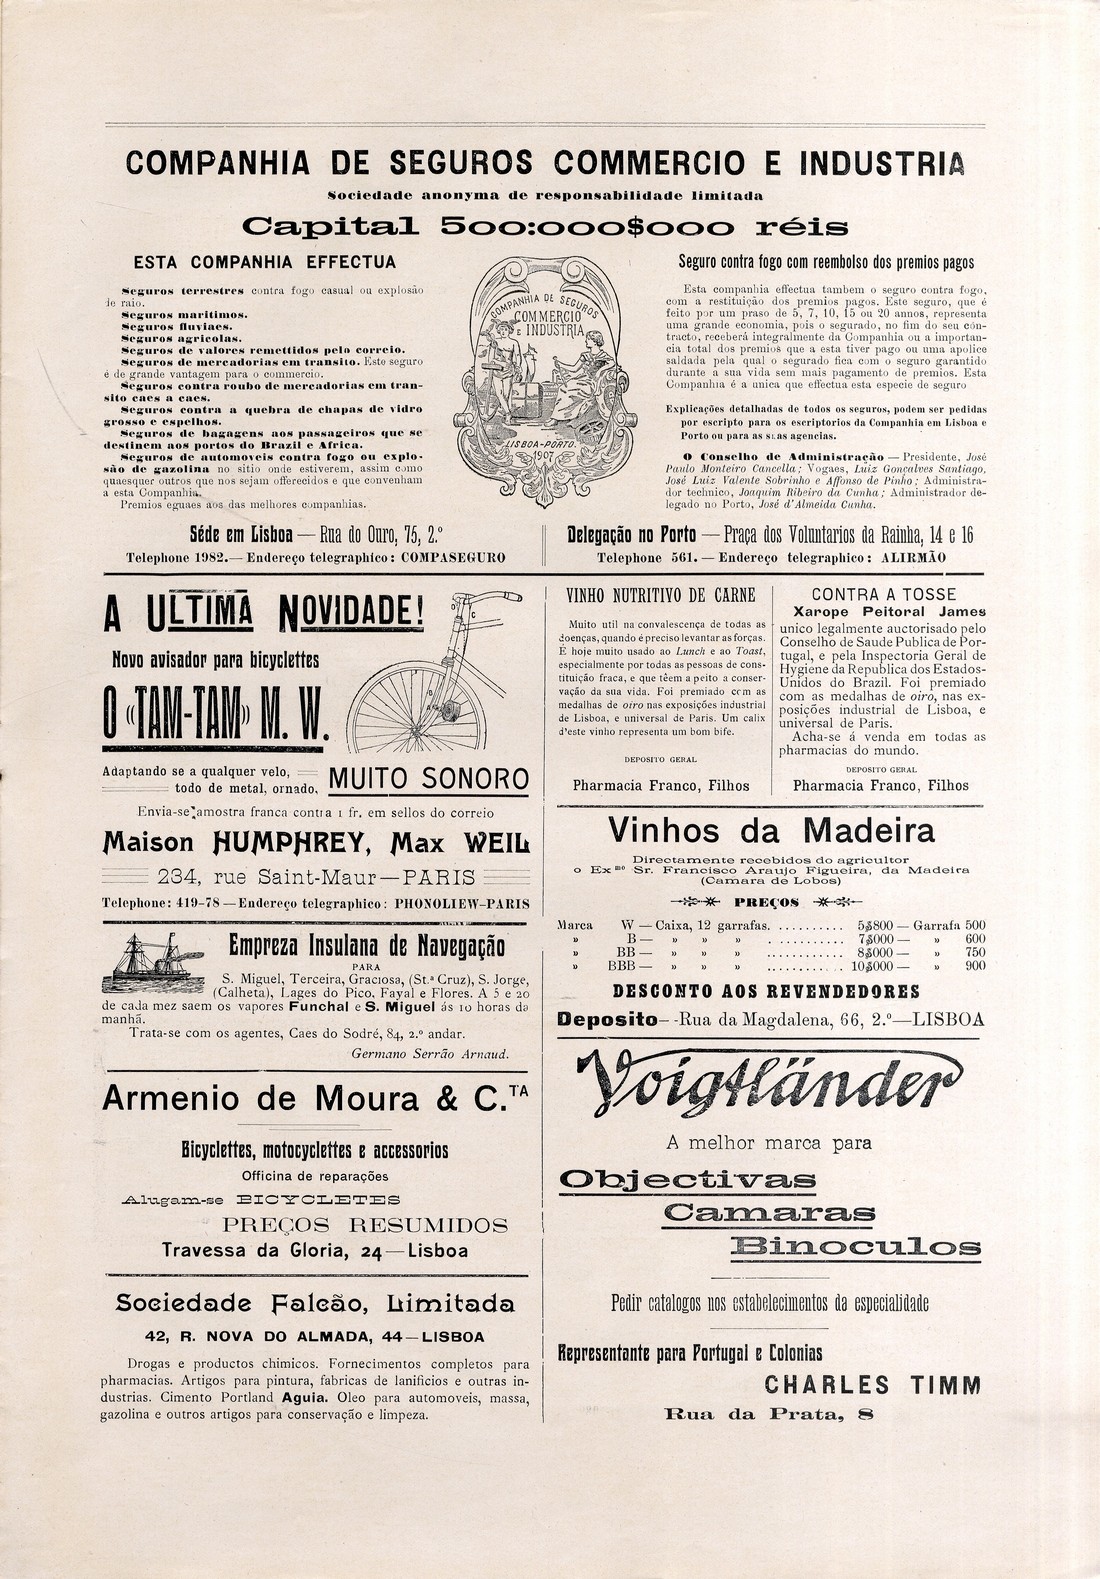 COMPANHIA DE SEGUROS COMMERCIO E INDUSTRIA
Sociedade anonyma de responsabilidade limitada
Capital 500:000$000 réis
ESTA COMPANHIA EFFECTUA
Seguros terrestres contra fogo casual ou explosão
de raio.
Seguros maritimos.
Seguros fluviaes.
Seguros agricolas.
Seguros de valores remettidos pelo correio.
Seguros de mercadorias em transito. Este seguro
é de grande vantagem para o commercio.
Seguros contra roubo de mercadorias em tran-
sito caes a caes.
Seguros contra a quebra de chapas de vidro
grosso e espelhos.
Seguros de bagagens aos passageiros que se
destinem aos portos do Brazil e Africa.
Seguros de automoveis contra fogo ou explo-
são de gazolina no sitio onde estiverem, assim como
quaesquer outros que nos sejam offerecidos e que convenham
a esta Companhia.
Premios eguaes aos das melhores companhias.
COMPANHIA DE SEGUROS
COMMERCIO
E INDUSTRIA
LISBOA-PORTO.
1907
Seguro contra fogo com reembolso dos premios pagos
Esta companhia effectua tambem o seguro contra fogo,
com a restituição dos premios pagos. Este seguro, que é
feito por um praso de 5, 7, 10, 15 ou 20 annos, representa
uma grande economia, pois o segurado, no fim do seu con-
tracto, receberá integralmente da Companhia ou a importan-
cia total dos premios que a esta tiver pago ou uma apolice
saldada pela qual o segurado fica com o seguro garantido
durante a sua vida sem mais pagamento de premios. Esta
Companhia é a unica que effectua esta especie de seguro
Explicações detalhadas de todos os seguros, podem ser pedidas
por escripto para os escriptorios da Companhia em Lisboa e
Porto ou para as suas agencias.
O Conselho de Administração — Presidente, José
Paulo Monteiro Cancella; Vogaes, Luiz Gonçalves Santiago,
José Luiz Valente Sobrinho e Affonso de Pinho; Administra-
dor technico, Joaquim Ribeiro da Cunha; Administrador de-
legado no Porto, José d'Almeida Cunha.
Séde em Lisboa — Rua do Ouro, 75, 2.º
Telephone 1982. — Endereço telegraphico: COMPASEGURO
Delegação no Porto — Praça dos Voluntarios da Rainha, 14 e 16
Telephone 561. — Endereço telegraphico: ALIRMÃO
A ULTIMA NOVIDADE!
Novo avisador para bicyclettes
O «TAM-TAM» M. W.
Adaptando se a qualquer velo,
todo de metal, ornado,
MUITO SONORO
Envia-se amostra franca contra 1 fr. em sellos do correio
Maison HUMPHREY, Max WEIL
234, rue Saint-Maur—PARIS
Telephone: 419-78 — Endereço telegraphico: PHONOLIEW-PARIS
Empreza Insulana de Navegação
PARA
S. Miguel, Terceira, Graciosa, (St.ª Cruz), S. Jorge,
(Calheta), Lages do Pico, Fayal e Flores. A 5 e 20
de cada mez saem os vapores Funchal e S. Miguel ás 10 horas da
manhã.
Trata-se com os agentes, Caes do Sodré, 84, 2.º andar.
Germano Serrão Arnaud.
Armenio de Moura & C.TA
Bicyclettes, motocyclettes e accessorios
Officina de reparações
Alugam-se BICYCLETES
PREÇOS RESUMIDOS
Travessa da Gloria, 24—Lisboa
Sociedade Falcão, Limitada
42, R. NOVA DO ALMADA, 44—LISBOA
Drogas e productos chimicos. Fornecimentos completos para
pharmacias. Artigos para pintura, fabricas de lanificios e outras in-
dustrias. Cimento Portland Aguia. Oleo para automoveis, massa,
gazolina e outros artigos para conservação e limpeza.
VINHO NUTRITIVO DE CARNE
Muito util na convalescença de todas as
doenças, quando é preciso levantar as forças.
É hoje muito usado ao Lunch e ao Toast,
especialmente por todas as pessoas de cons-
tituição fraca, e que têem a peito a conser-
vação da sua vida. Foi premiado com as
medalhas de oiro nas exposições industrial
de Lisboa, e universal de Paris. Um calix
d'este vinho representa um bom bife.
DEPOSITO GERAL
Pharmacia Franco, Filhos
CONTRA A TOSSE
Xarope Peitoral James
unico legalmente auctorisado pelo
Conselho de Saude Publica de Por-
tugal, e pela Inspectoria Geral de
Hygiene da Republica dos Estados-
Unidos do Brazil. Foi premiado
com as medalhas de oiro, nas ex-
posições industrial de Lisboa, e
universal de Paris.
Acha-se á venda em todas as
pharmacias do mundo.
DEPOSITO GERAL
Pharmacia Franco, Filhos
Vinhos da Madeira
Directamente recebidos do agricultor
o Exmo Sr. Francisco Araujo Figueira, da Madeira
(Camara de Lobos)
PREÇOS
Marca W — Caixa, 12 garrafas. .......... 5$800 — Garrafa 500
» B — » » » .......... 7$000 — » 600
» BB — » » » .......... 8$000 — » 750
» BBB — » » » .......... 10$000 — » 900
DESCONTO AOS REVENDEDORES
Deposito--Rua da Magdalena, 66, 2.º—LISBOA
Voigtländer
A melhor marca para
Objectivas
Camaras
Binoculos
Pedir catalogos nos estabelecimentos da especialidade
Representante para Portugal e Colonias
CHARLES TIMM
Rua da Prata, 8